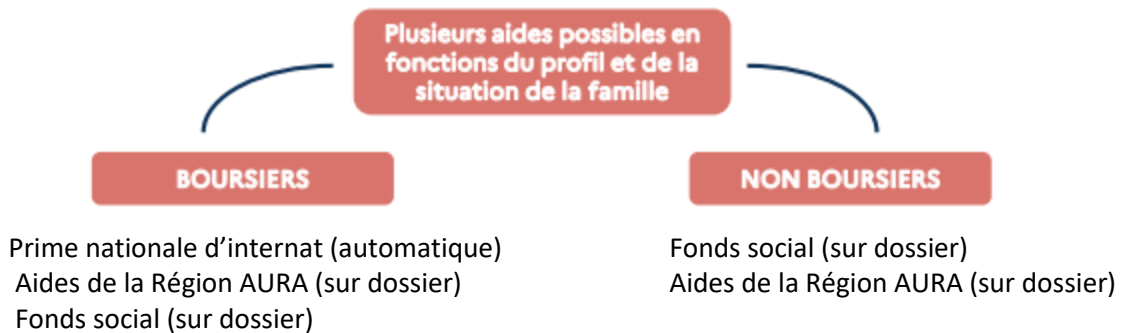 Plusieurs aides possibles en
fonctions du profil et de la
situation de la famille
BOURSIERS
Prime nationale d’internat (automatique)
Aides de la Région AURA (sur dossier)
Fonds social (sur dossier)
NON BOURSIERS
Fonds social (sur dossier)
Aides de la Région AURA (sur dossier)